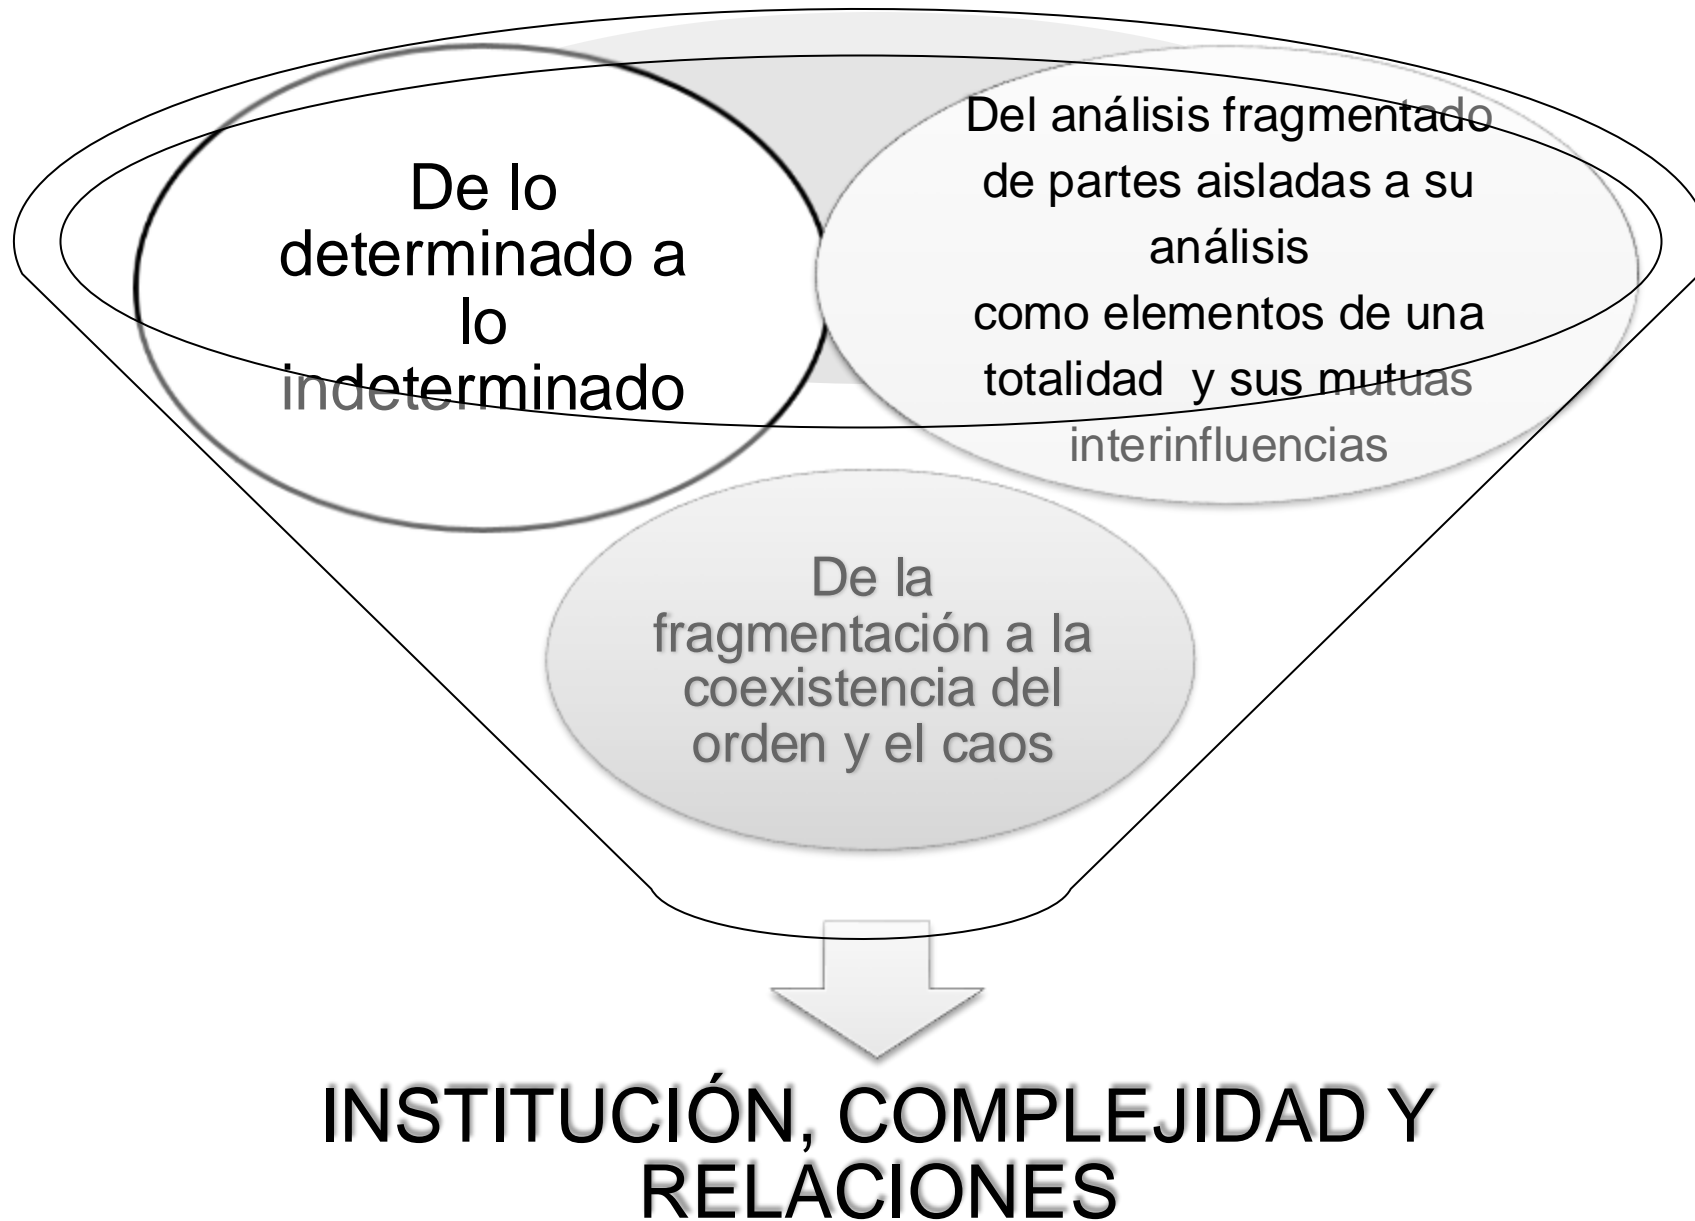 De lo
determinado a
lo
indeterminado
Del análisis fragmentado
de partes aisladas a su
análisis
como elementos de una
totalidad y sus mutuas
interinfluencias
De la
fragmentación a la
coexistencia del
orden y el caos
INSTITUCIÓN, COMPLEJIDAD Y
RELACIONES